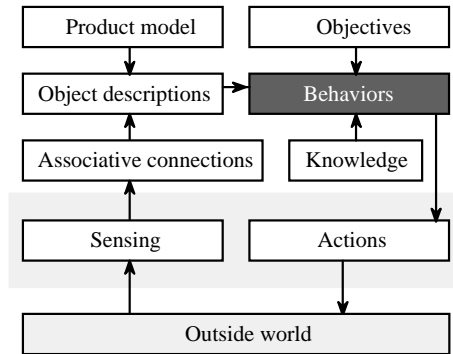 Product model
Objectives
Object descriptions
Behaviors
Associative connections
Knowledge
Sensing
Actions
Outside world